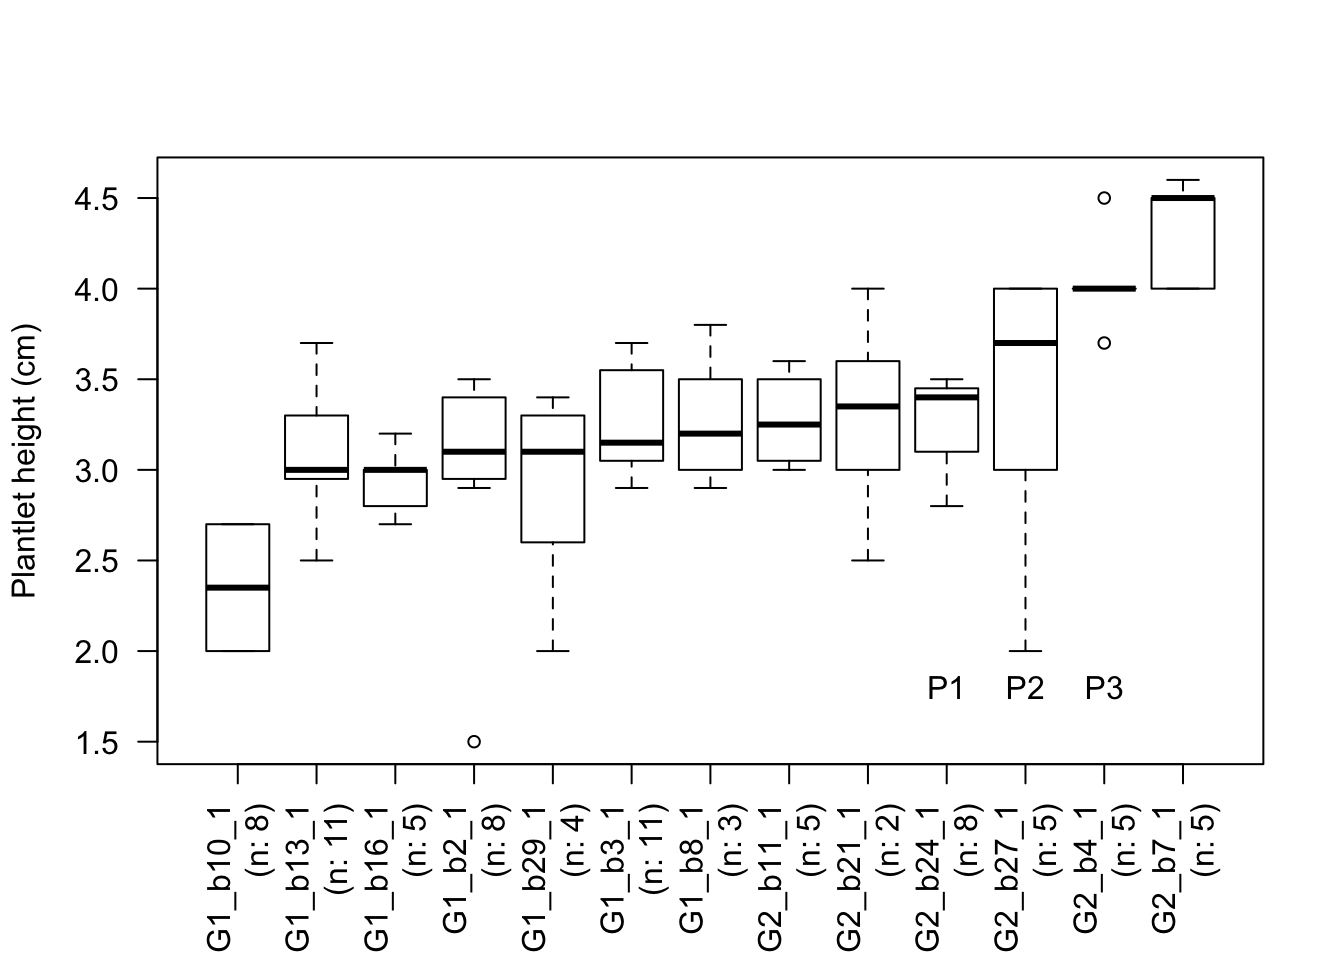 Plantlet height (cm)
4.5
4.0
3.5
3.0
2.5
2.0
1.5
P1 P2 P3
G1_b10_1
(n: 8)
G1_b13_1
(n: 11)
G1_b16_1
(n: 5)
G1_b2_1
(n: 8)
G1_b29_1
(n: 4)
G1_b3_1
(n: 11)
G1_b8_1
(n: 3)
G2_b11_1
(n: 5)
G2_b21_1
(n: 2)
G2_b24_1
(n: 8)
G2_b27_1
(n: 5)
G2_b4_1
(n: 5)
G2_b7_1
(n: 5)